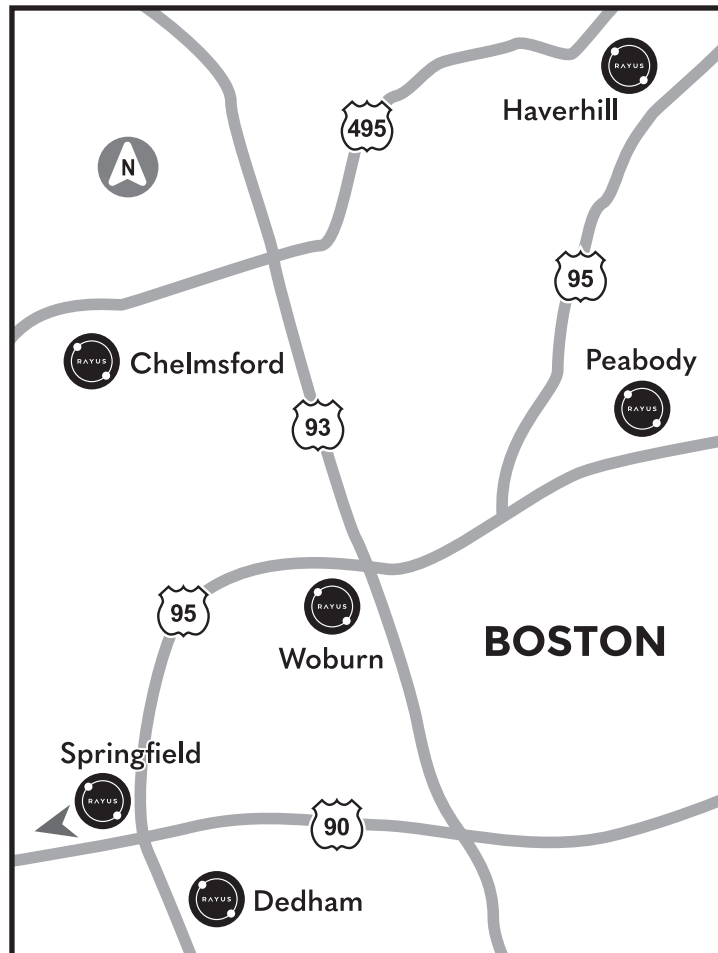 RAYUS
Haverhill
495
N
95
RAYUS
Chelmsford
Peabody
RAYUS
93
95
RAYUS
Woburn
BOSTON
Springfield
RAYUS
90
RAYUS
Dedham